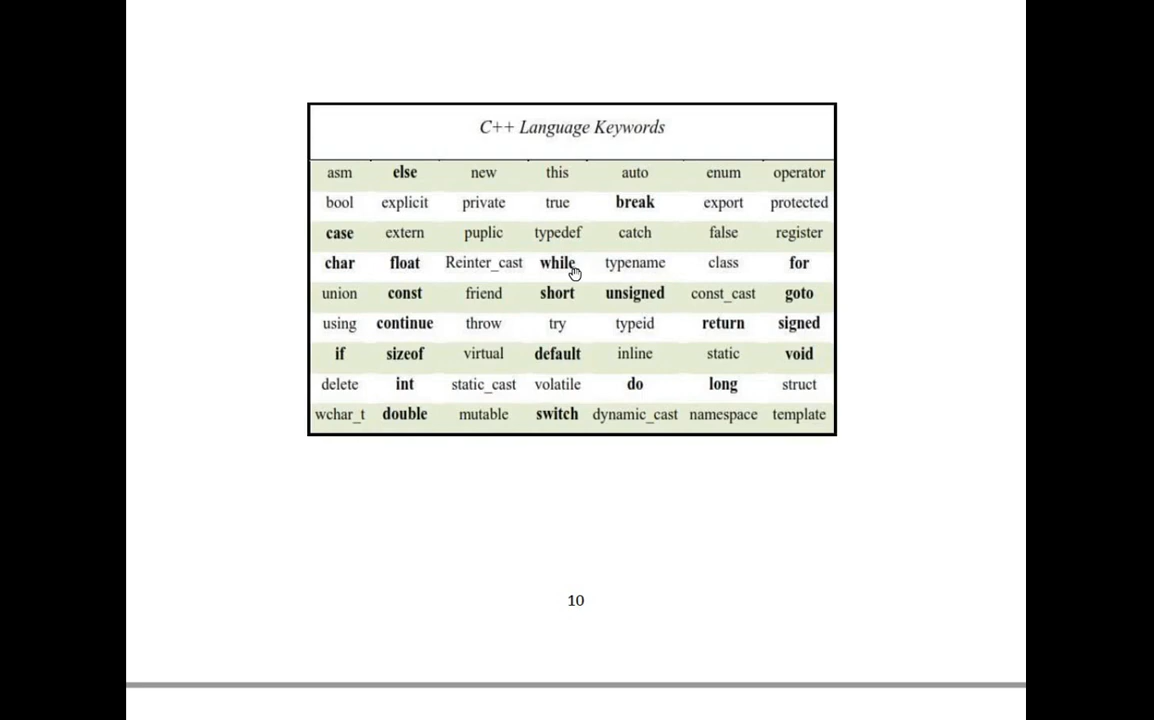 C++ Language Keywords
asm else new this auto enum operator
bool explicit private true break export protected
case extern puplic typedef catch false register
char float Reinter_cast while typename class for
union const friend short unsigned const_cast goto
using continue throw try typeid return signed
if sizeof virtual default inline static void
delete int static_cast volatile do long struct
wchar_t double mutable switch dynamic_cast namespace template
10